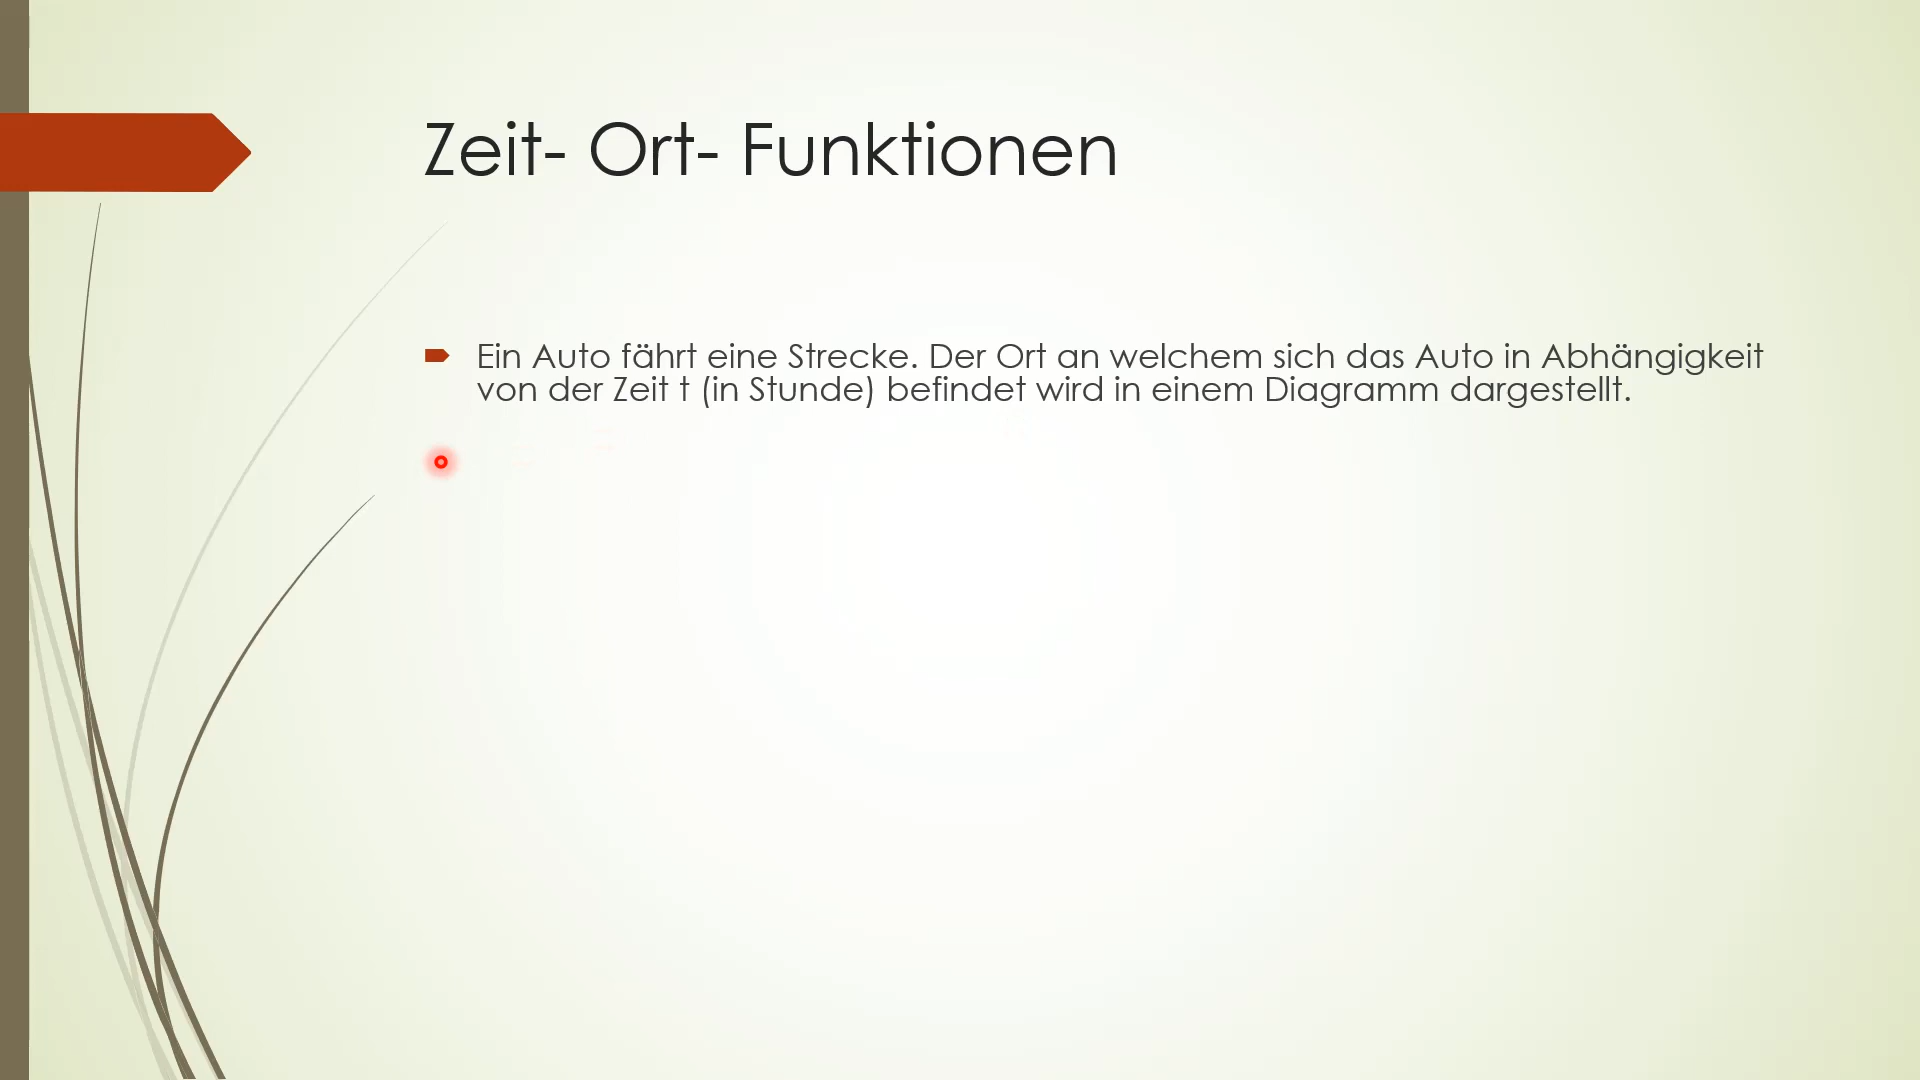 Zeit- Ort- Funktionen
Ein Auto fährt eine Strecke. Der Ort an welchem sich das Auto in Abhängigkeit
von der Zeit t (in Stunde) befindet wird in einem Diagramm dargestellt.